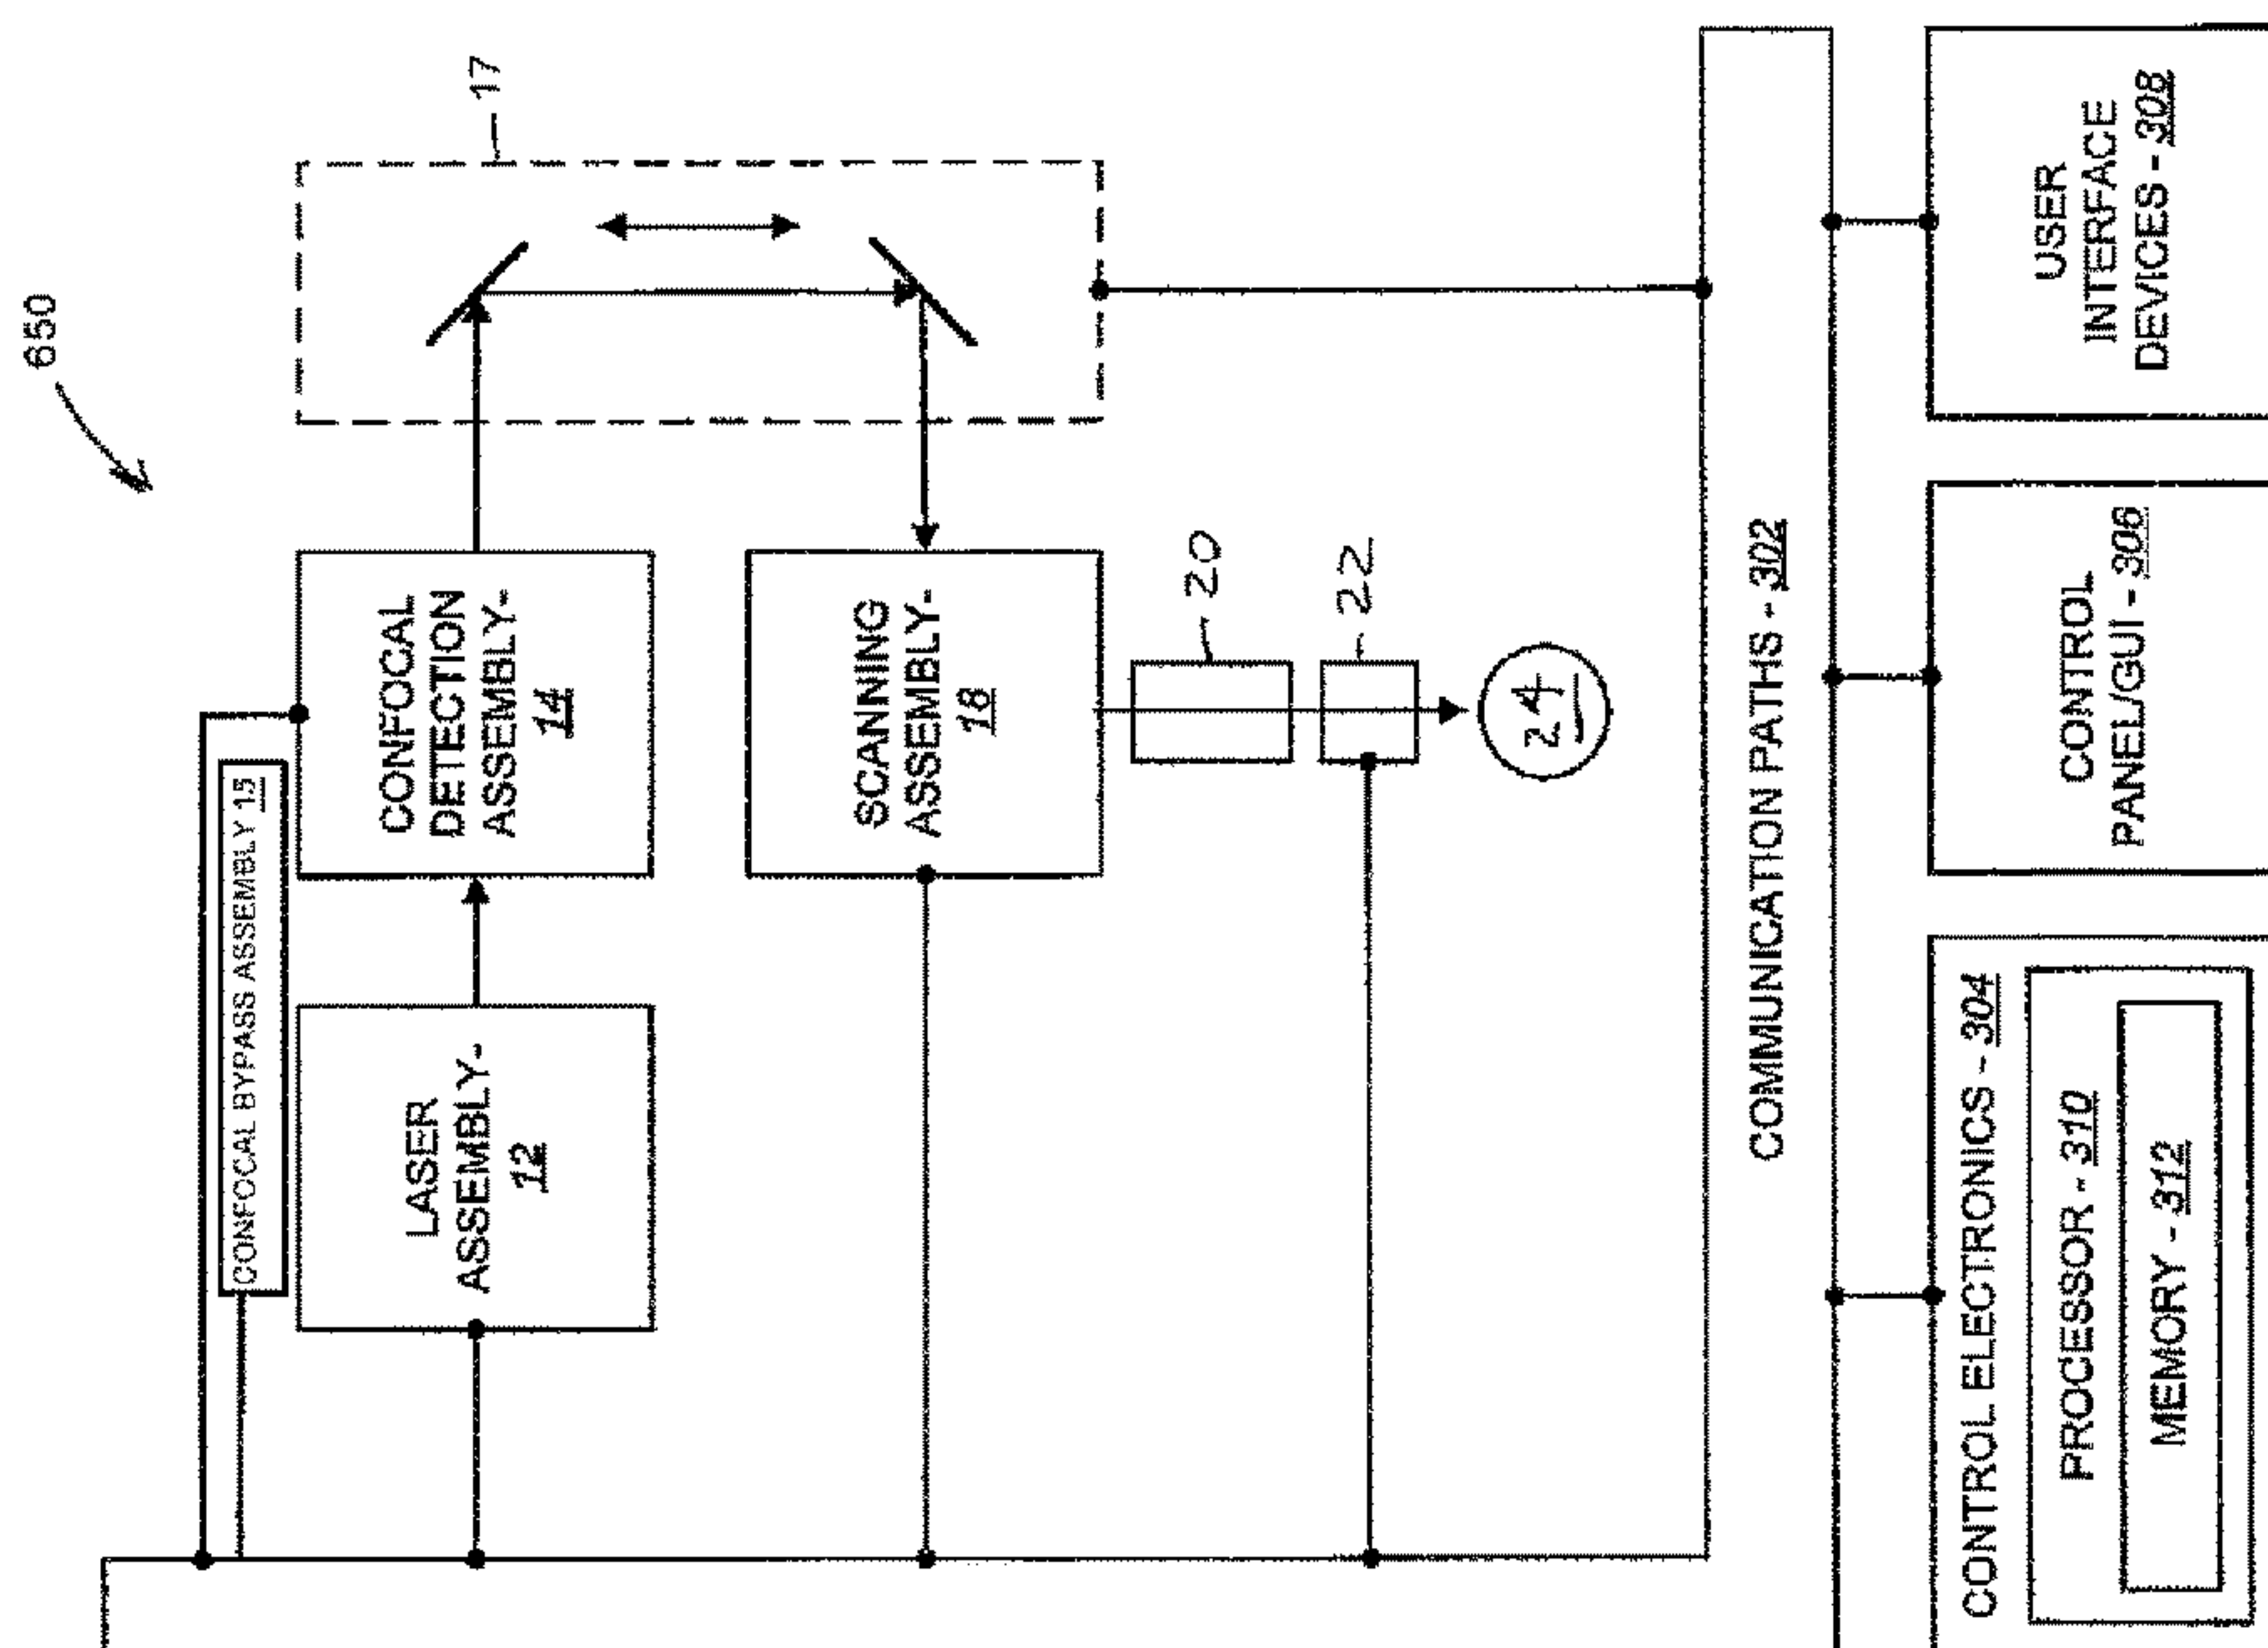 650
17
CONFOCAL BYPASS ASSEMBLY 15
LASER
ASSEMBLY-
12
CONFOCAL
DETECTION
ASSEMBLY-
14
SCANNING
ASSEMBLY-
18
20
22
24
COMMUNICATION PATHS - 302
CONTROL ELECTRONICS - 304
PROCESSOR - 310
MEMORY - 312
CONTROL
PANEL/GUI - 306
USER
INTERFACE
DEVICES - 308